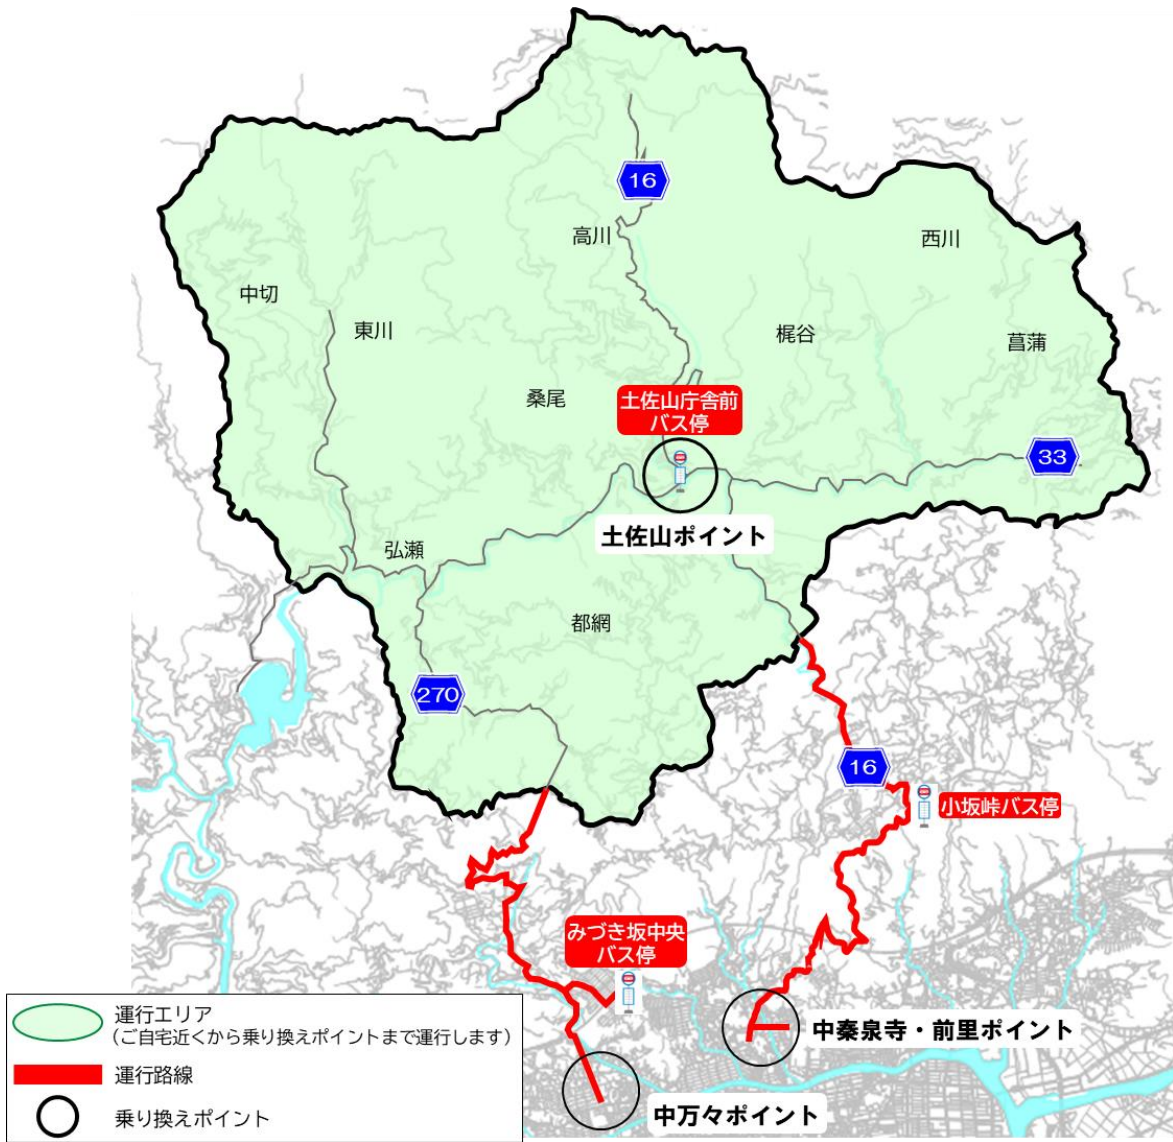 16
高川
西川
中切
東川
梶谷
菖蒲
桑尾
土佐山庁舎前
バス停
33
土佐山ポイント
弘瀬
都網
270
16
小坂峠バス停
みづき坂中央
バス停
中秦泉寺・前里ポイント
中万々ポイント
運行エリア
(ご自宅近くから乗り換えポイントまで運行します)
運行路線
乗り換えポイント